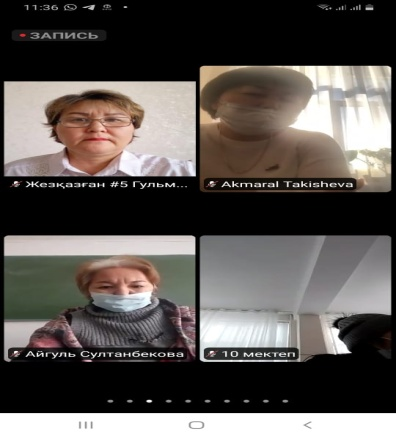 11:36
ЗАПИСЬ
Жезқазған #5 Гульм...
Akmaral Takisheva
Айгуль Султанбекова
10 мектеп